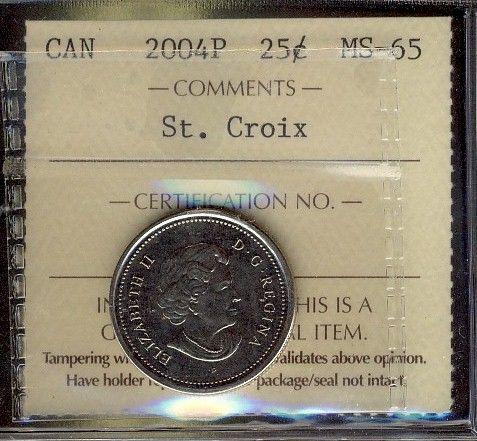 CAN 2004P 25¢ MS-65
— COMMENTS —
St. Croix
— CERTIFICATION NO. —
ELIZABETH II D·G·REGINA
P
IN HIS IS A
L ITEM.
Tampering w alidates above opinion.
Have holder package/seal not intact.